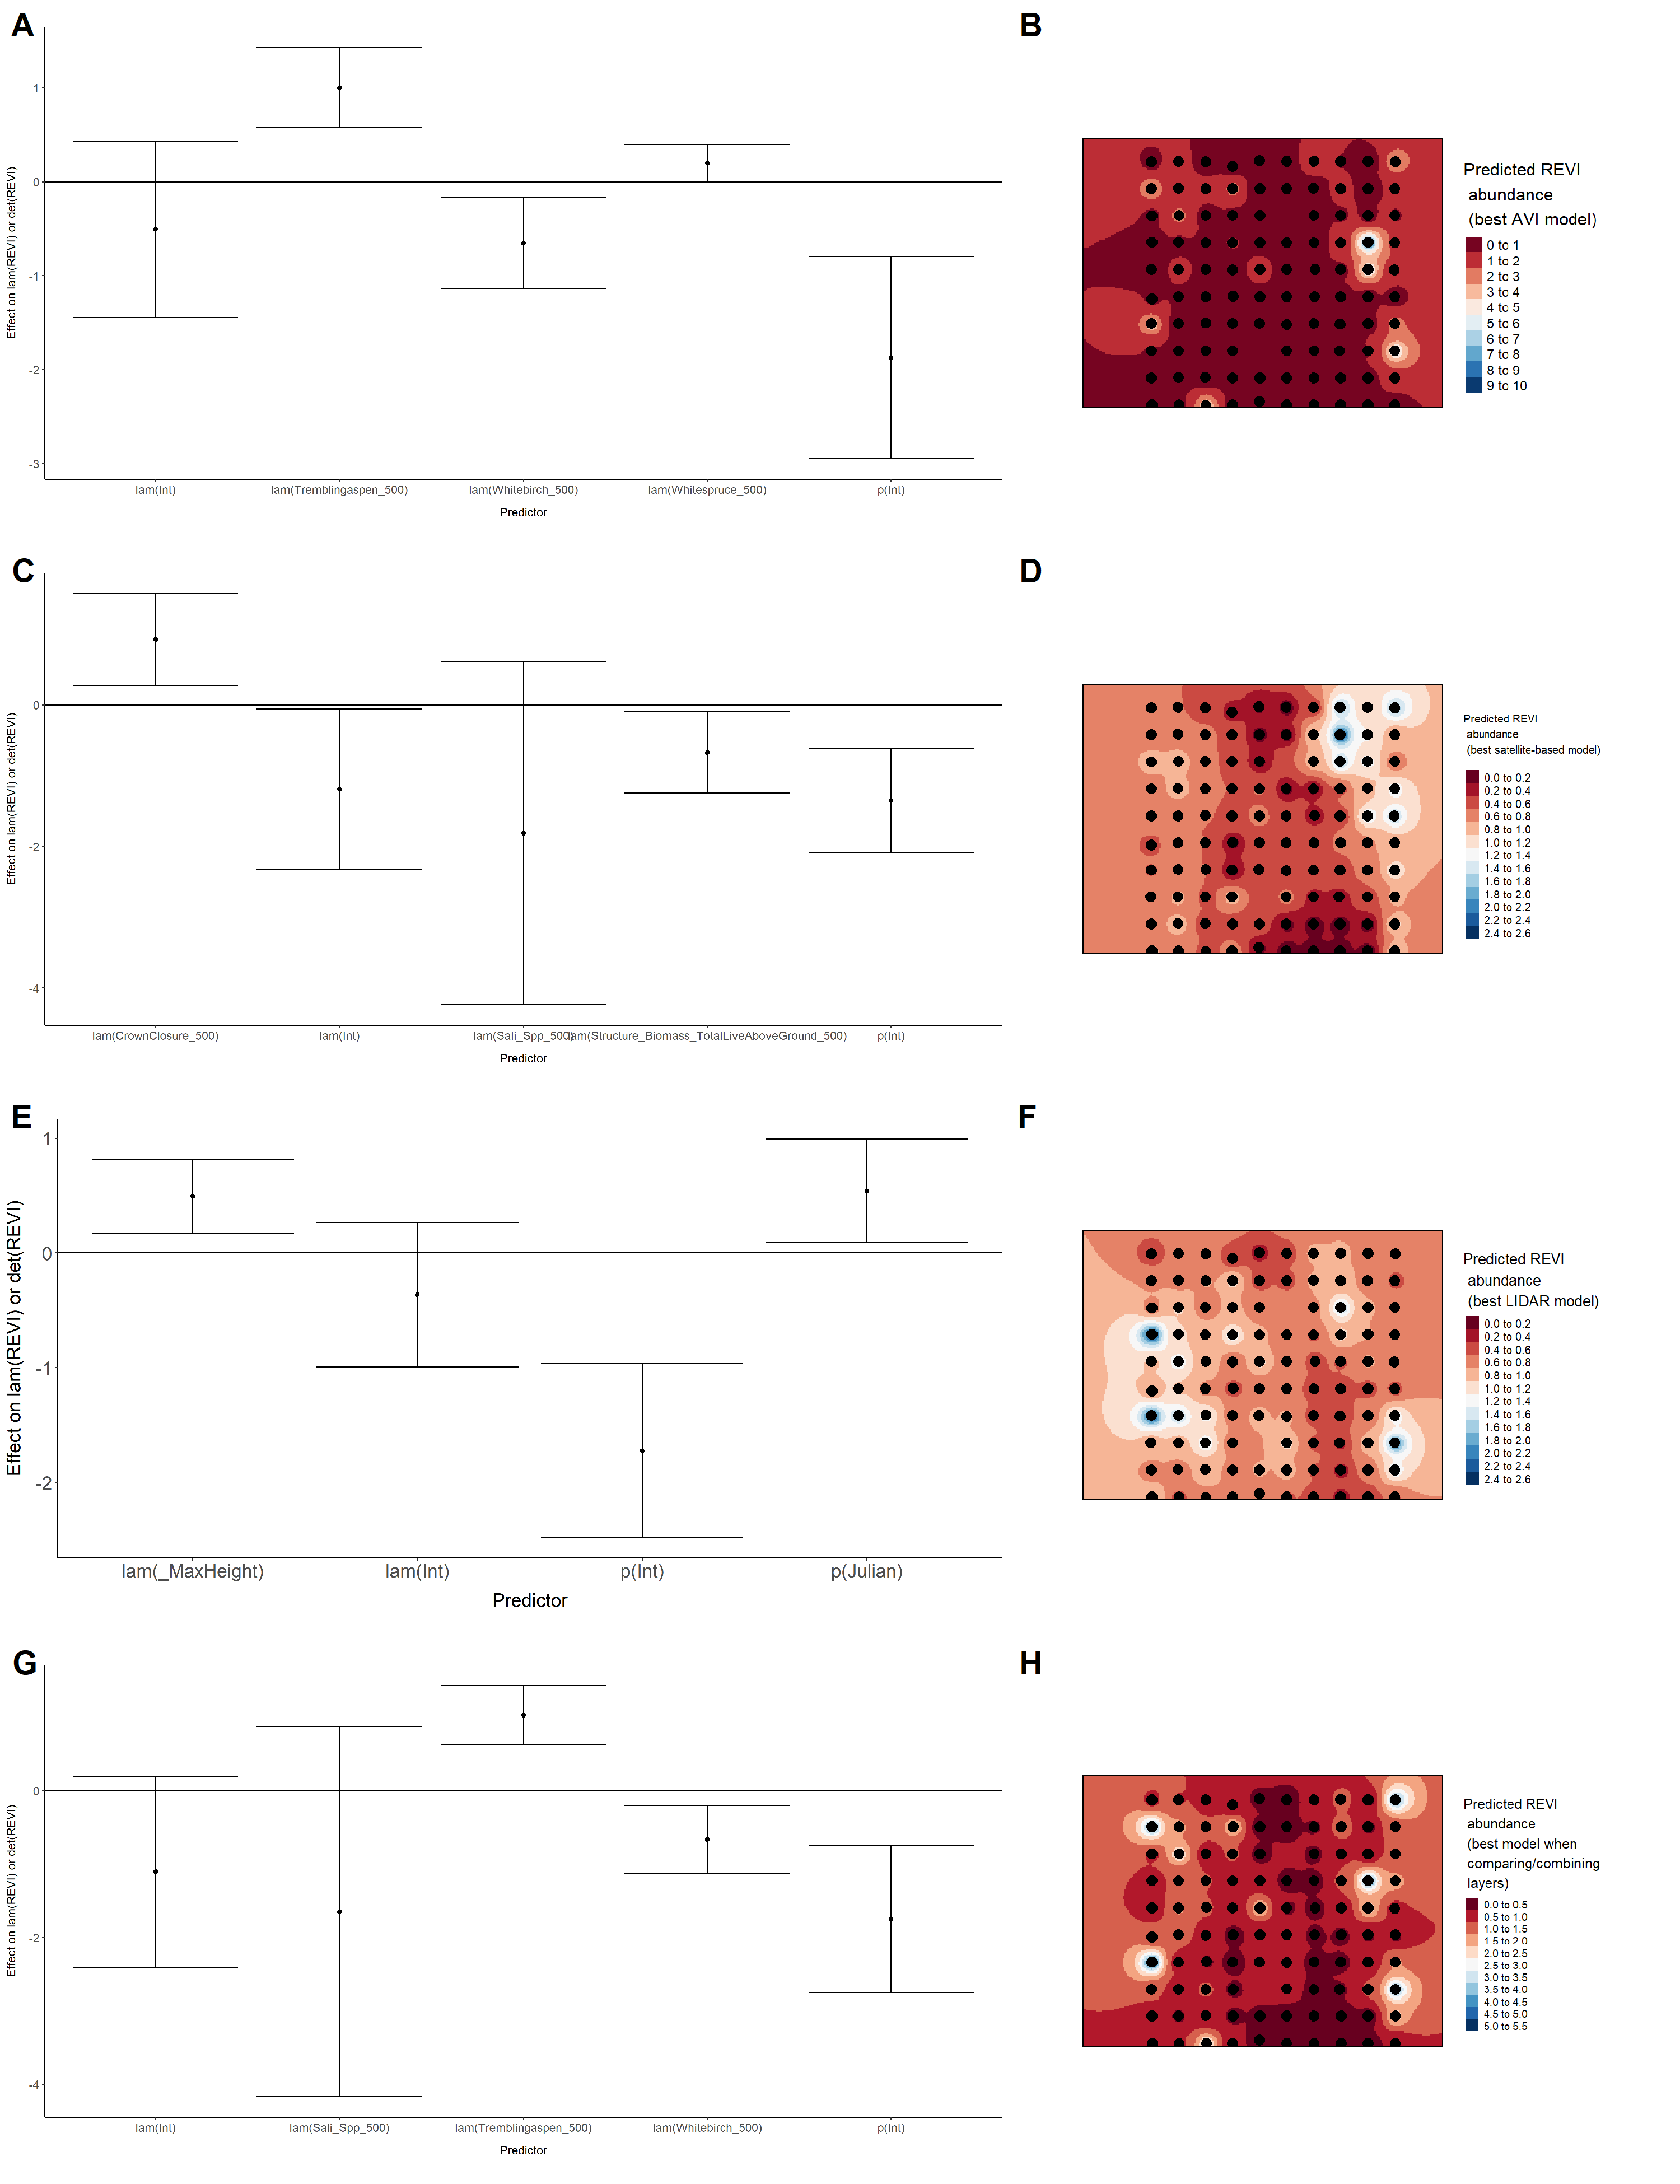 A
Effect on lam(REVI) or det(REVI)
1
0
-1
-2
-3
lam(Int)
lam(Tremblingaspen_500)
lam(Whitebirch_500)
lam(Whitespruce_500)
p(Int)
Predictor
B
Predicted REVI
abundance
(best AVI model)
0 to 1
1 to 2
2 to 3
3 to 4
4 to 5
5 to 6
6 to 7
7 to 8
8 to 9
9 to 10
C
Effect on lam(REVI) or det(REVI)
0
-2
-4
lam(CrownClosure_500)
lam(Int)
lam(Sali_Spp_500)
lam(Structure_Biomass_TotalLiveAboveGround_500)
p(Int)
Predictor
D
Predicted REVI
abundance
(best satellite-based model)
0.0 to 0.2
0.2 to 0.4
0.4 to 0.6
0.6 to 0.8
0.8 to 1.0
1.0 to 1.2
1.2 to 1.4
1.4 to 1.6
1.6 to 1.8
1.8 to 2.0
2.0 to 2.2
2.2 to 2.4
2.4 to 2.6
E
Effect on lam(REVI) or det(REVI)
1
0
-1
-2
lam(_MaxHeight)
lam(Int)
p(Int)
p(Julian)
Predictor
F
Predicted REVI
abundance
(best LIDAR model)
0.0 to 0.2
0.2 to 0.4
0.4 to 0.6
0.6 to 0.8
0.8 to 1.0
1.0 to 1.2
1.2 to 1.4
1.4 to 1.6
1.6 to 1.8
1.8 to 2.0
2.0 to 2.2
2.2 to 2.4
2.4 to 2.6
G
Effect on lam(REVI) or det(REVI)
0
-2
-4
lam(Int)
lam(Sali_Spp_500)
lam(Tremblingaspen_500)
lam(Whitebirch_500)
p(Int)
Predictor
H
Predicted REVI
abundance
(best model when
comparing/combining
layers)
0.0 to 0.5
0.5 to 1.0
1.0 to 1.5
1.5 to 2.0
2.0 to 2.5
2.5 to 3.0
3.0 to 3.5
3.5 to 4.0
4.0 to 4.5
4.5 to 5.0
5.0 to 5.5